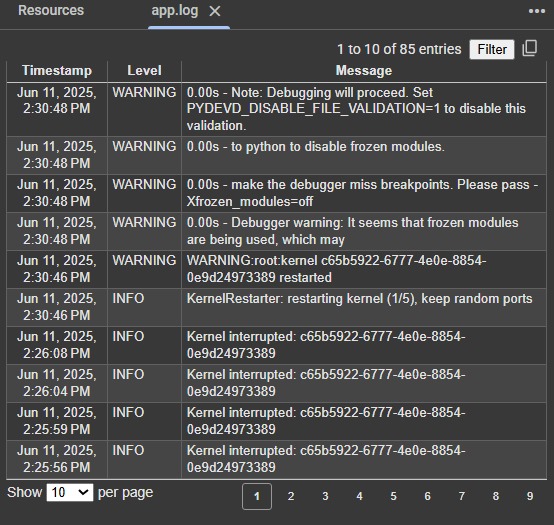 Resources app.log ×
1 to 10 of 85 entries Filter
Timestamp Level Message
Jun 11, 2025, 2:30:48 PM WARNING 0.00s - Note: Debugging will proceed. Set
PYDEVD_DISABLE_FILE_VALIDATION=1 to disable this
validation.
Jun 11, 2025, 2:30:48 PM WARNING 0.00s - to python to disable frozen modules.
Jun 11, 2025, 2:30:48 PM WARNING 0.00s - make the debugger miss breakpoints. Please pass -
Xfrozen_modules=off
Jun 11, 2025, 2:30:48 PM WARNING 0.00s - Debugger warning: It seems that frozen modules
are being used, which may
Jun 11, 2025, 2:30:46 PM WARNING WARNING:root:kernel c65b5922-6777-4e0e-8854-
0e9d24973389 restarted
Jun 11, 2025, 2:30:46 PM INFO KernelRestarter: restarting kernel (1/5), keep random ports
Jun 11, 2025, 2:26:08 PM INFO Kernel interrupted: c65b5922-6777-4e0e-8854-
0e9d24973389
Jun 11, 2025, 2:26:04 PM INFO Kernel interrupted: c65b5922-6777-4e0e-8854-
0e9d24973389
Jun 11, 2025, 2:25:59 PM INFO Kernel interrupted: c65b5922-6777-4e0e-8854-
0e9d24973389
Jun 11, 2025, 2:25:56 PM INFO Kernel interrupted: c65b5922-6777-4e0e-8854-
0e9d24973389
Show 10 per page 1 2 3 4 5 6 7 8 9